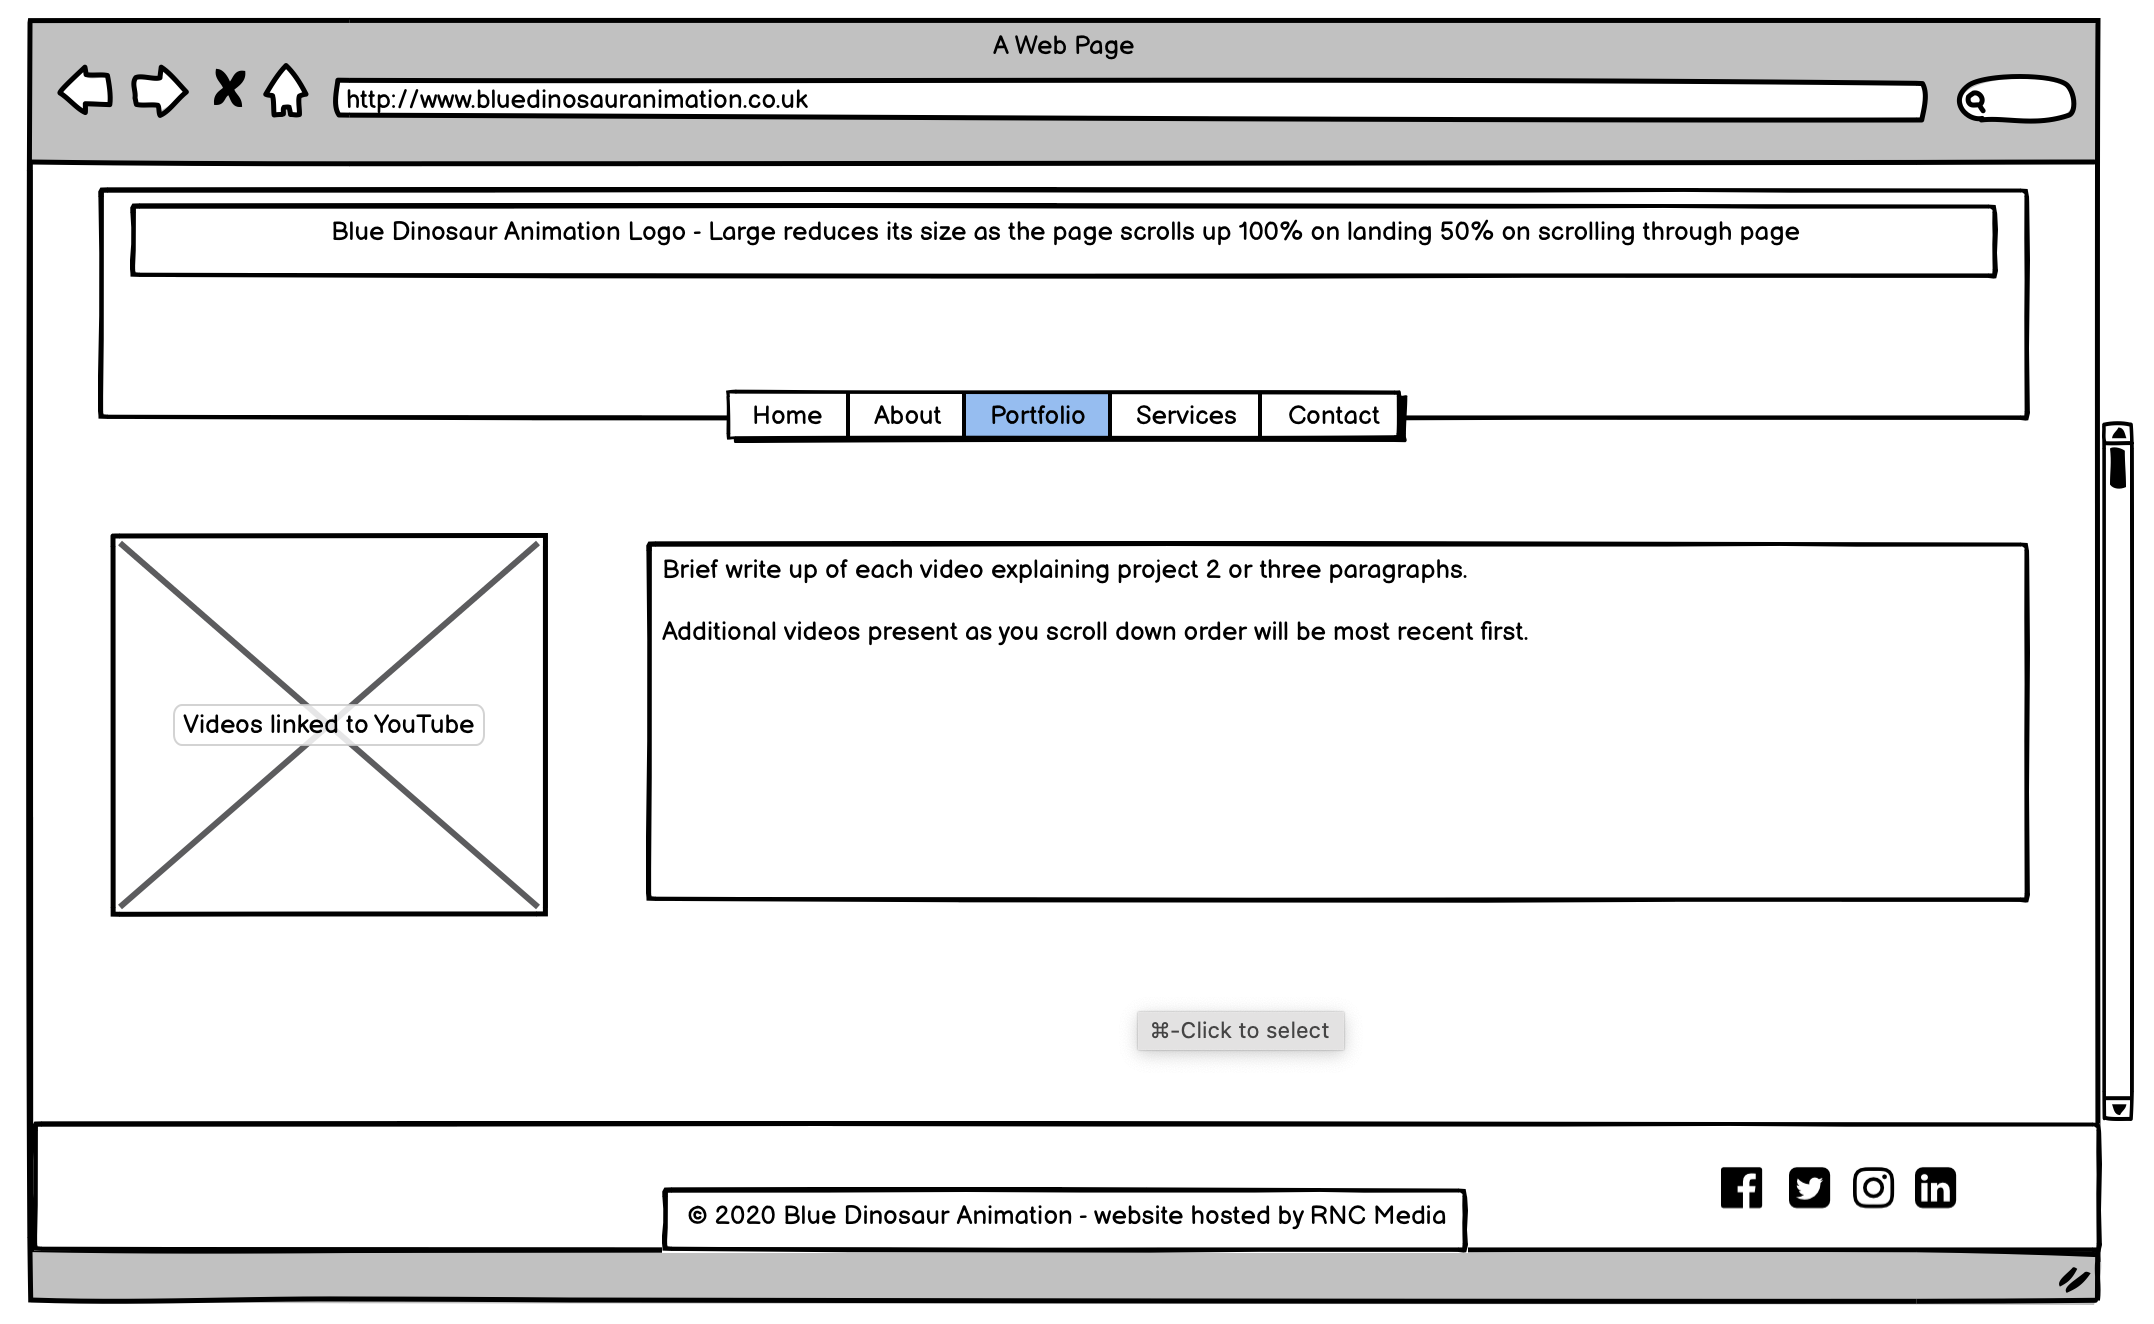 A Web Page
http://www.bluedinosauranimation.co.uk
Blue Dinosaur Animation Logo - Large reduces its size as the page scrolls up 100% on landing 50% on scrolling through page
Home About Portfolio Services Contact
Brief write up of each video explaining project 2 or three paragraphs.
Additional videos present as you scroll down order will be most recent first.
Videos linked to YouTube
⌘-Click to select
© 2020 Blue Dinosaur Animation - website hosted by RNC Media